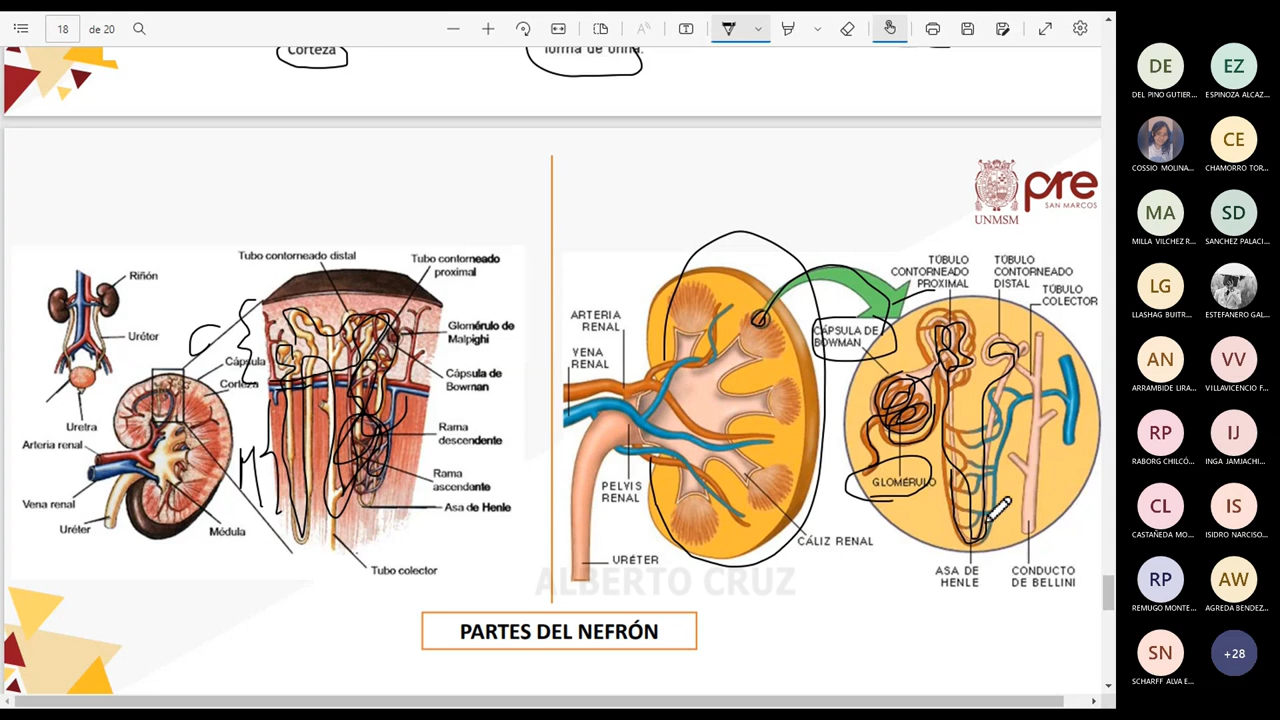 18
de 20
Corteza
forma de orina.
UNMSM
pre
SAN MARCOS
Tubo contorneado distal
Tubo contorneado
proximal
Riñón
Uréter
Glomérulo de
Malpighi
Cápsula
Corteza
Cápsula de
Bowman
Uretra
Arteria renal
Rama
descendente
Rama
ascendente
Vena renal
Asa de Henle
Uréter
Médula
Tubo colector
C
M
ARTERIA
RENAL
VENA
RENAL
PELVIS
RENAL
URÉTER
CÁLIZ RENAL
TÚBULO
CONTORNEADO
PROXIMAL
TÚBULO
CONTORNEADO
DISTAL
TÚBULO
COLECTOR
CÁPSULA DE
BOWMAN
GLOMÉRULO
ASA DE
HENLE
CONDUCTO
DE BELLINI
ALBERTO CRUZ
PARTES DEL NEFRÓN
DE
EZ
DEL PINO GUTIER...
ESPINOZA ALCAZ...
CE
COSSIO MOLINA...
CHAMORRO TOR...
MA
SD
MILLA VILCHEZ R...
SANCHEZ PALACI...
LG
LLASHAG BUITR...
ESTEFANERO GAL...
AN
VV
ARRAMBIDE LIRA...
VILLAVICENCIO F...
RP
IJ
RABORG CHILCÓ...
INGA JAMJACHI...
CL
IS
CASTAÑEDA MO...
ISIDRO NARCISO...
RP
AW
REMUGO MONTE...
AGREDA BENDEZ...
SN
+28
SCHARFF ALVA E...